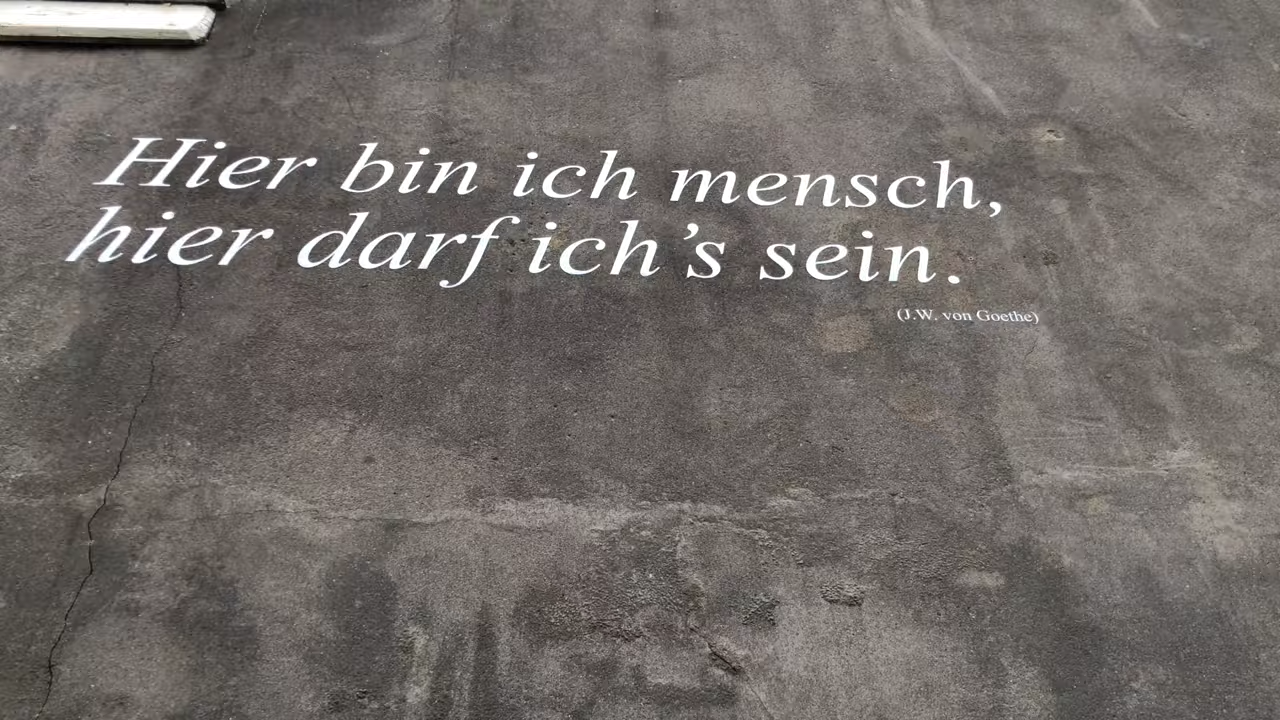 Hier bin ich mensch,
hier darf ich’s sein.
(J.W. von Goethe)